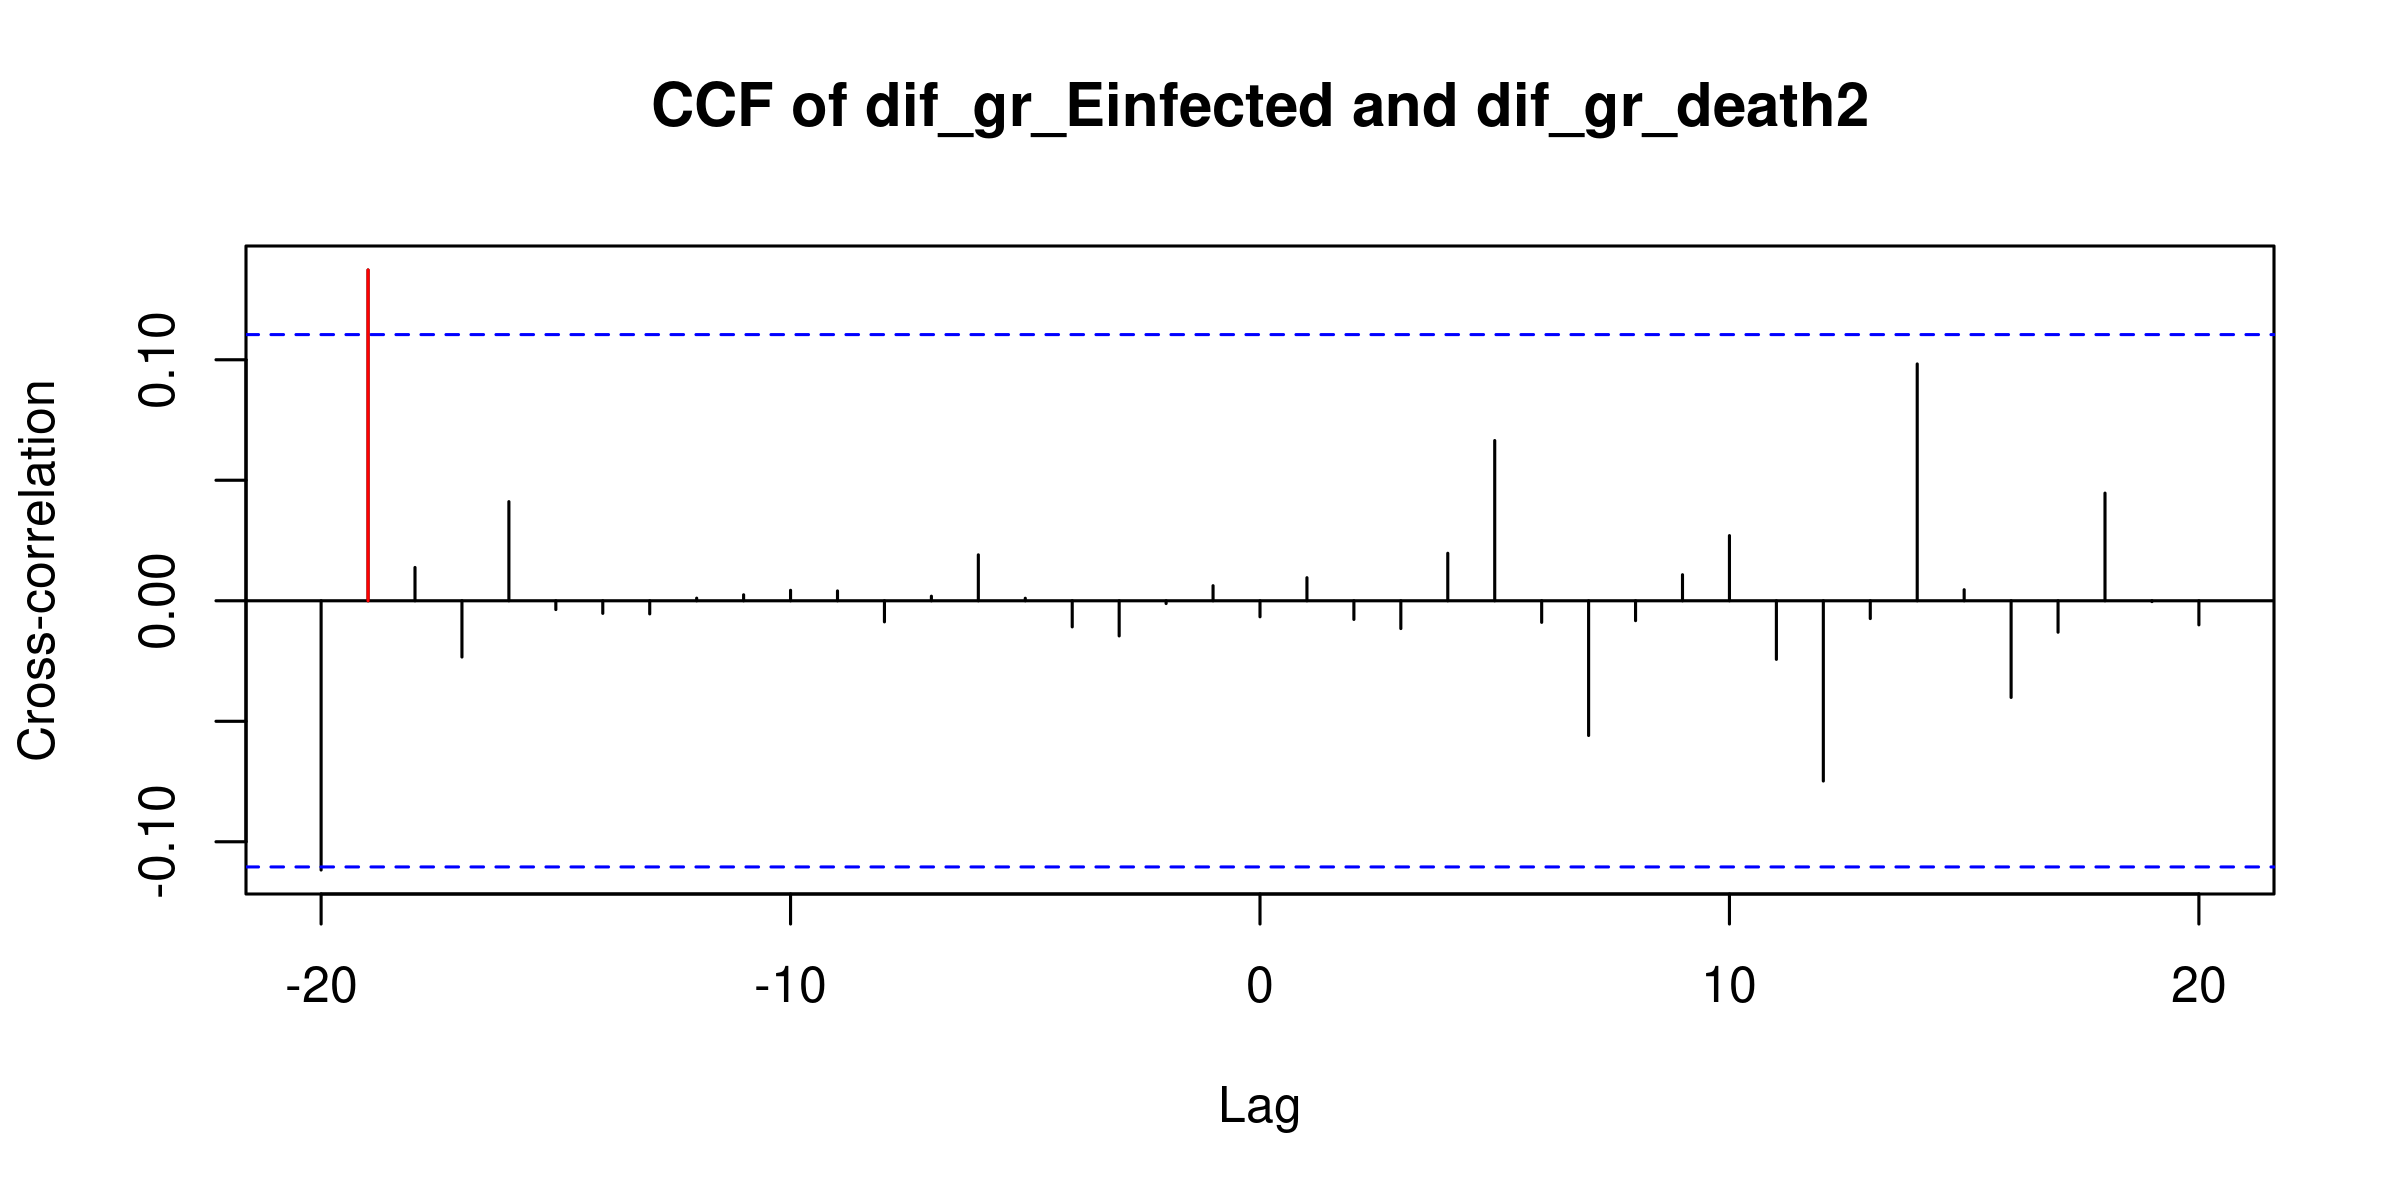 CCF of dif_gr_Einfected and dif_gr_death2
Cross-correlation
0.10
0.00
-0.10
-20
-10
0
10
20
Lag